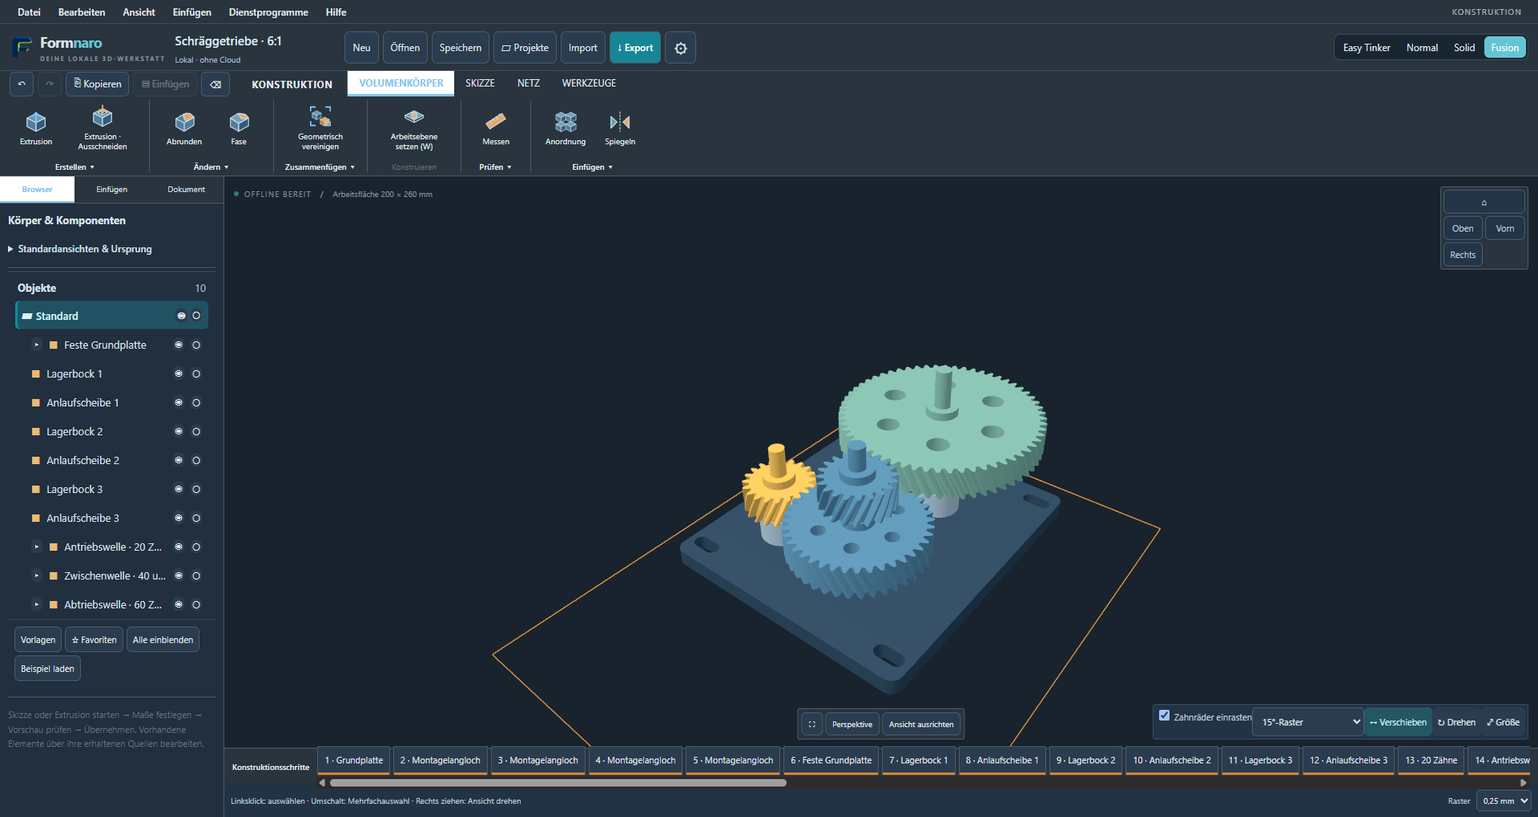 Datei Bearbeiten Ansicht Einfügen Dienstprogramme Hilfe KONSTRUKTION
Formnaro
DEINE LOKALE 3D-WERKSTATT
Schräggetriebe · 6:1
Lokal · ohne Cloud
Neu Öffnen Speichern Projekte Import ↓ Export
Easy Tinker Normal Solid Fusion
Kopieren Einfügen
KONSTRUKTION VOLUMENKÖRPER SKIZZE NETZ WERKZEUGE
Extrusion
Extrusion ·
Ausschneiden
Abrunden
Fase
Geometrisch
vereinigen
Arbeitsebene
setzen (W)
Messen
Anordnung
Spiegeln
Erstellen ▾ Ändern ▾ Zusammenfügen ▾ Konstruieren Prüfen ▾ Einfügen ▾
Browser Einfügen Dokument
OFFLINE BEREIT / Arbeitsfläche 200 × 260 mm
Körper & Komponenten
Standardansichten & Ursprung
Objekte 10
Standard
Feste Grundplatte
Lagerbock 1
Anlaufscheibe 1
Lagerbock 2
Anlaufscheibe 2
Lagerbock 3
Anlaufscheibe 3
Antriebswelle · 20 Z...
Zwischenwelle · 40 u...
Abtriebswelle · 60 Z...
Vorlagen ☆ Favoriten Alle einblenden
Beispiel laden
Skizze oder Extrusion starten → Maße festlegen →
Vorschau prüfen → Übernehmen. Vorhandene
Elemente über ihre erhaltenen Quellen bearbeiten.
Oben Vorn
Rechts
Perspektive Ansicht ausrichten
Zahnräder einrasten 15°-Raster ↔ Verschieben ↻ Drehen ⤢ Größe
Konstruktionsschritte 1 · Grundplatte 2 · Montagelangloch 3 · Montagelangloch 4 · Montagelangloch 5 · Montagelangloch 6 · Feste Grundplatte 7 · Lagerbock 1 8 · Anlaufscheibe 1 9 · Lagerbock 2 10 · Anlaufscheibe 2 11 · Lagerbock 3 12 · Anlaufscheibe 3 13 · 20 Zähne 14 · Antriebsw
Linksklick: auswählen · Umschalt: Mehrfachauswahl · Rechts ziehen: Ansicht drehen
Raster 0,25 mm